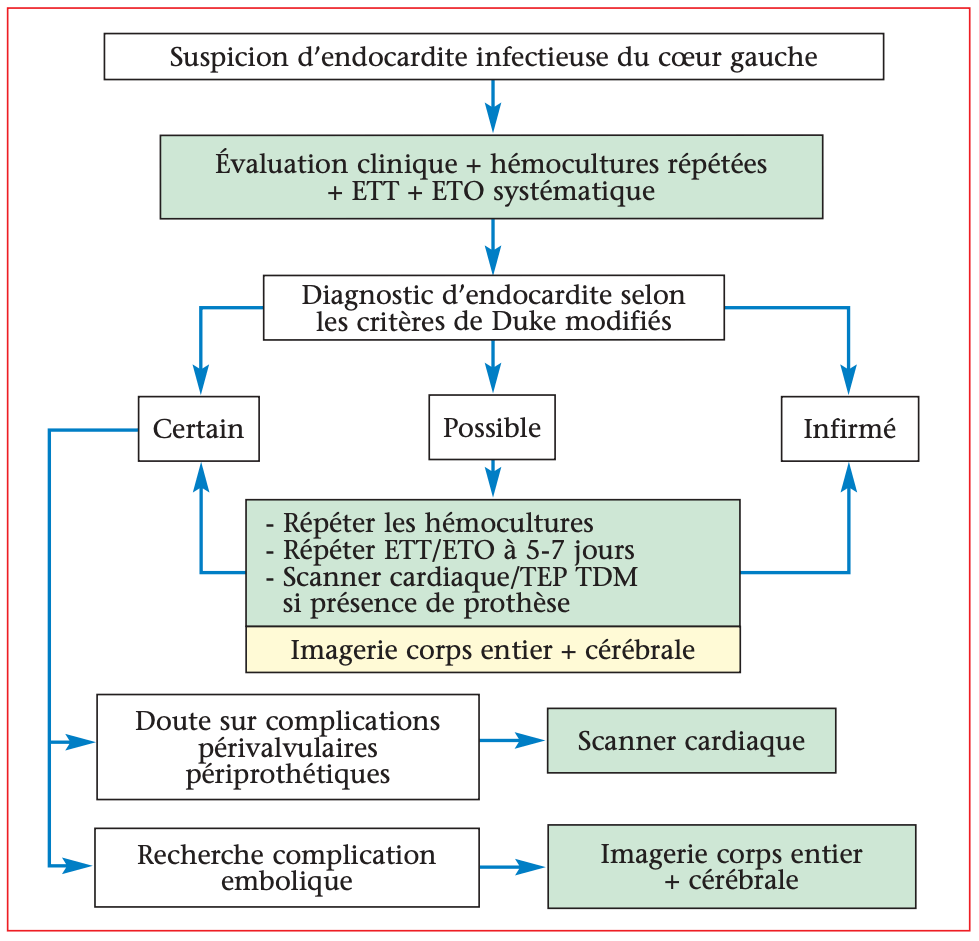 Suspicion d’endocardite infectieuse du cœur gauche
Évaluation clinique + hémocultures répétées
+ ETT + ETO systématique
Diagnostic d’endocardite selon
les critères de Duke modifiés
Certain
Possible
Infirmé
- Répéter les hémocultures
- Répéter ETT/ETO à 5-7 jours
- Scanner cardiaque/TEP TDM
si présence de prothèse
Imagerie corps entier + cérébrale
Doute sur complications
périvalvulaires
périprothétiques
Scanner cardiaque
Recherche complication
embolique
Imagerie corps entier
+ cérébrale